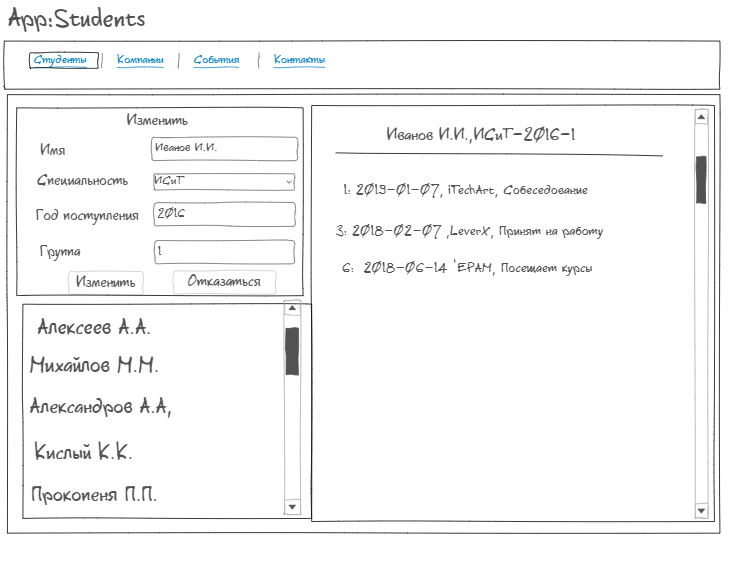 App:Students
Студенты | Компании | События | Контакты
Изменить
Имя Иванов И.И.
Специальность ИСиТ
Год поступления 2016
Группа 1
Изменить Отказаться
Алексеев А.А.
Михайлов М.М.
Александров А.А,
Кислый К.К.
Прокопеня П.П.
Иванов И.И.,ИСиТ-2016-1
1: 2019-01-07, iTechArt, Собеседование
3: 2018-02-07 ,LeverX, Принят на работу
6: 2018-06-14 'EPAM, Посещает курсы